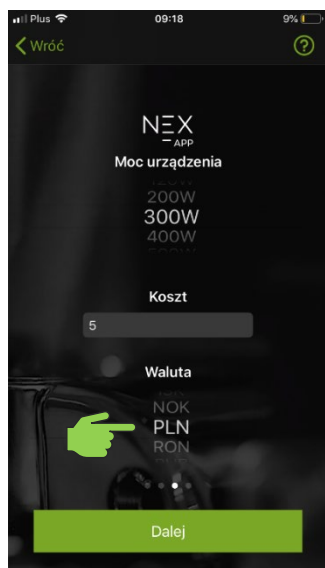 Plus 09:18 9%
Wróć ?
NEX
APP
Moc urządzenia
200W
300W
400W
Koszt
5
Waluta
NOK
PLN
RON
Dalej